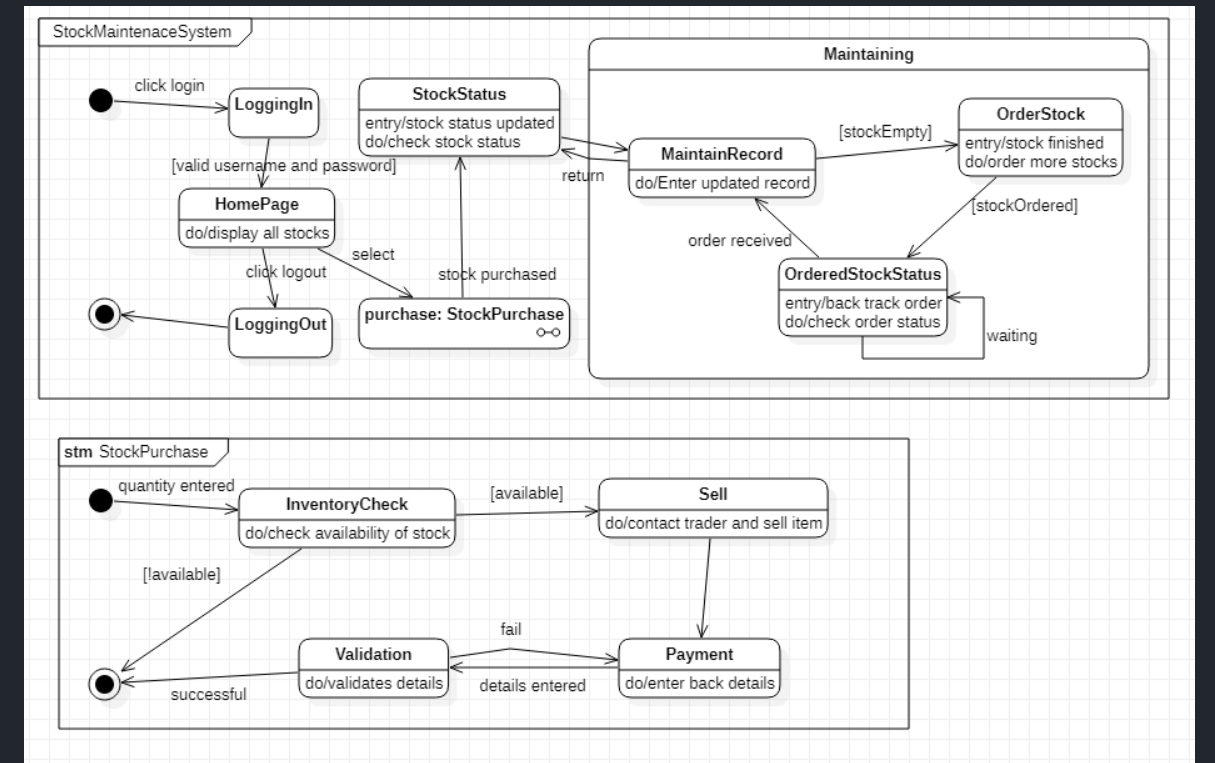 StockMaintenaceSystem
click login
LoggingIn
[valid username and password]
HomePage
do/display all stocks
click logout
LoggingOut
select
purchase: StockPurchase
stock purchased
StockStatus
entry/stock status updated
do/check stock status
return
Maintaining
MaintainRecord
do/Enter updated record
[stockEmpty]
OrderStock
entry/stock finished
do/order more stocks
[stockOrdered]
order received
OrderedStockStatus
entry/back track order
do/check order status
waiting
stm StockPurchase
quantity entered
InventoryCheck
do/check availability of stock
[available]
Sell
do/contact trader and sell item
[!available]
Validation
do/validates details
fail
Payment
do/enter back details
details entered
successful